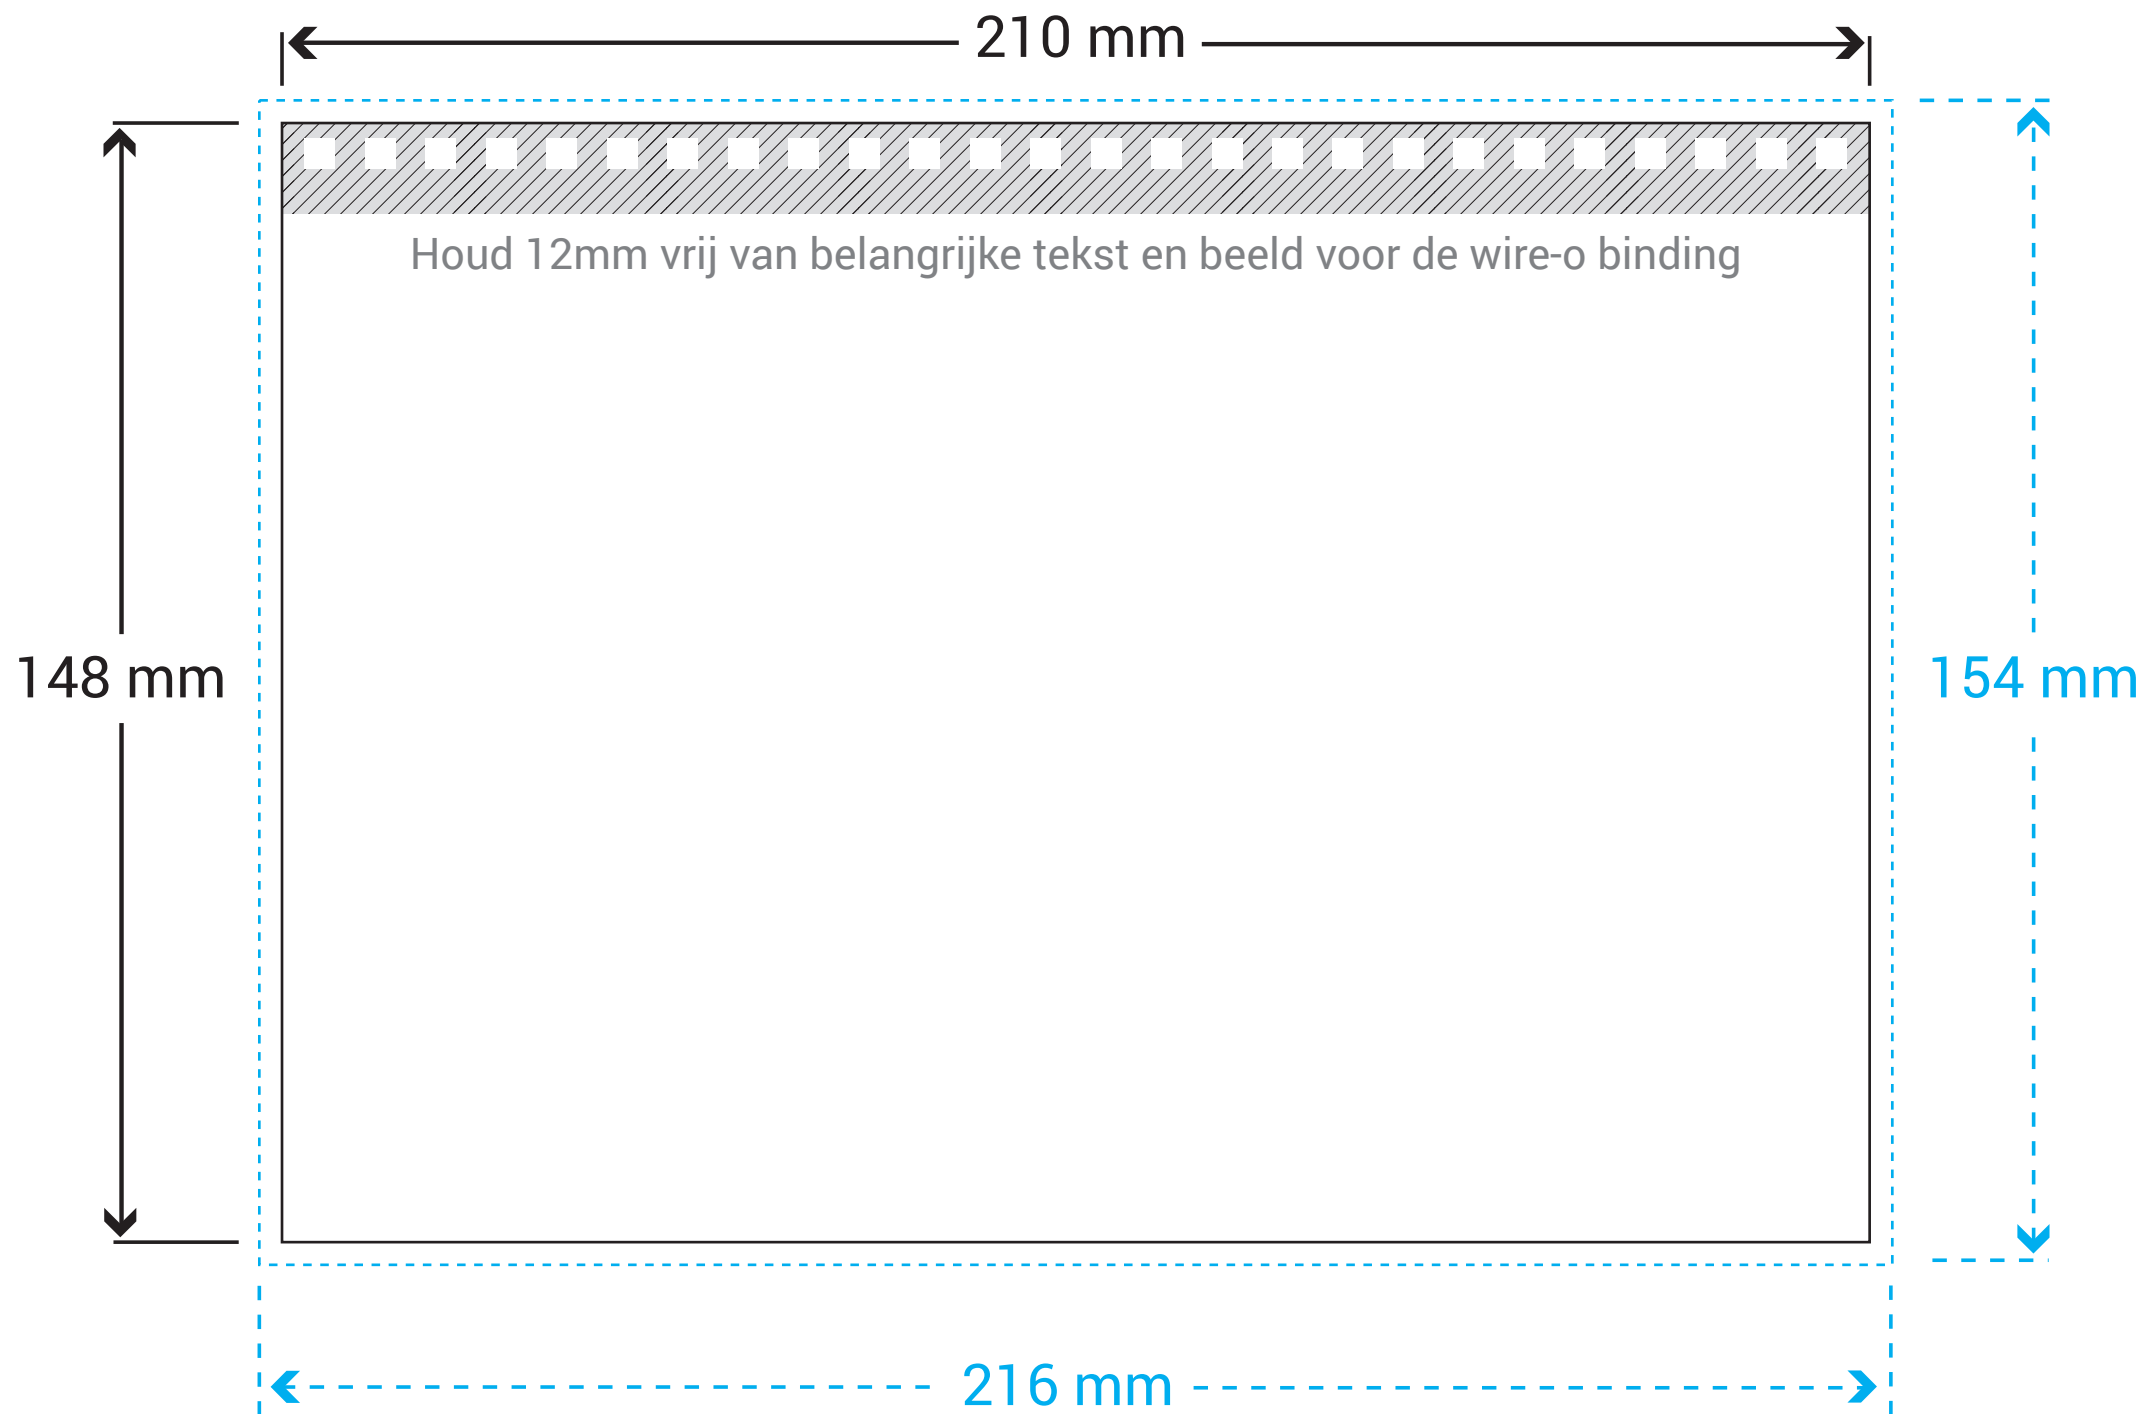 210 mm
Houd 12mm vrij van belangrijke tekst en beeld voor de wire-o binding
148 mm
154 mm
216 mm